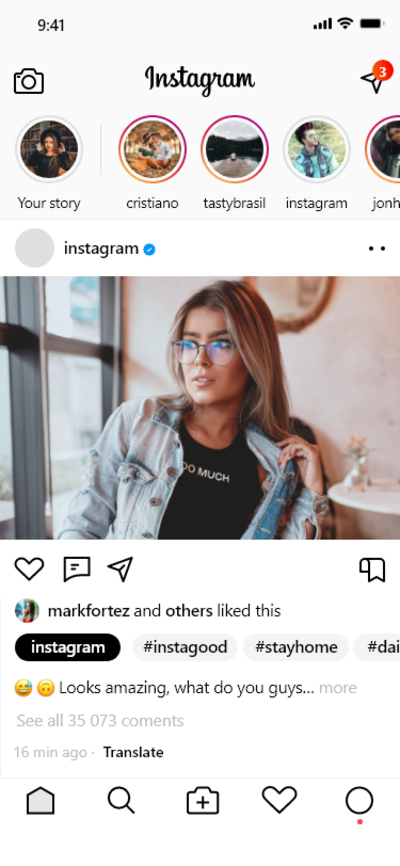 9:41
Instagram
3
Your story
cristiano
tastybrasil
instagram
jonh
instagram
OO MUCH
markfortez and others liked this
instagram
#instagood
#stayhome
#dai
😅 🙃 Looks amazing, what do you guys... more
See all 35 073 coments
16 min ago · Translate